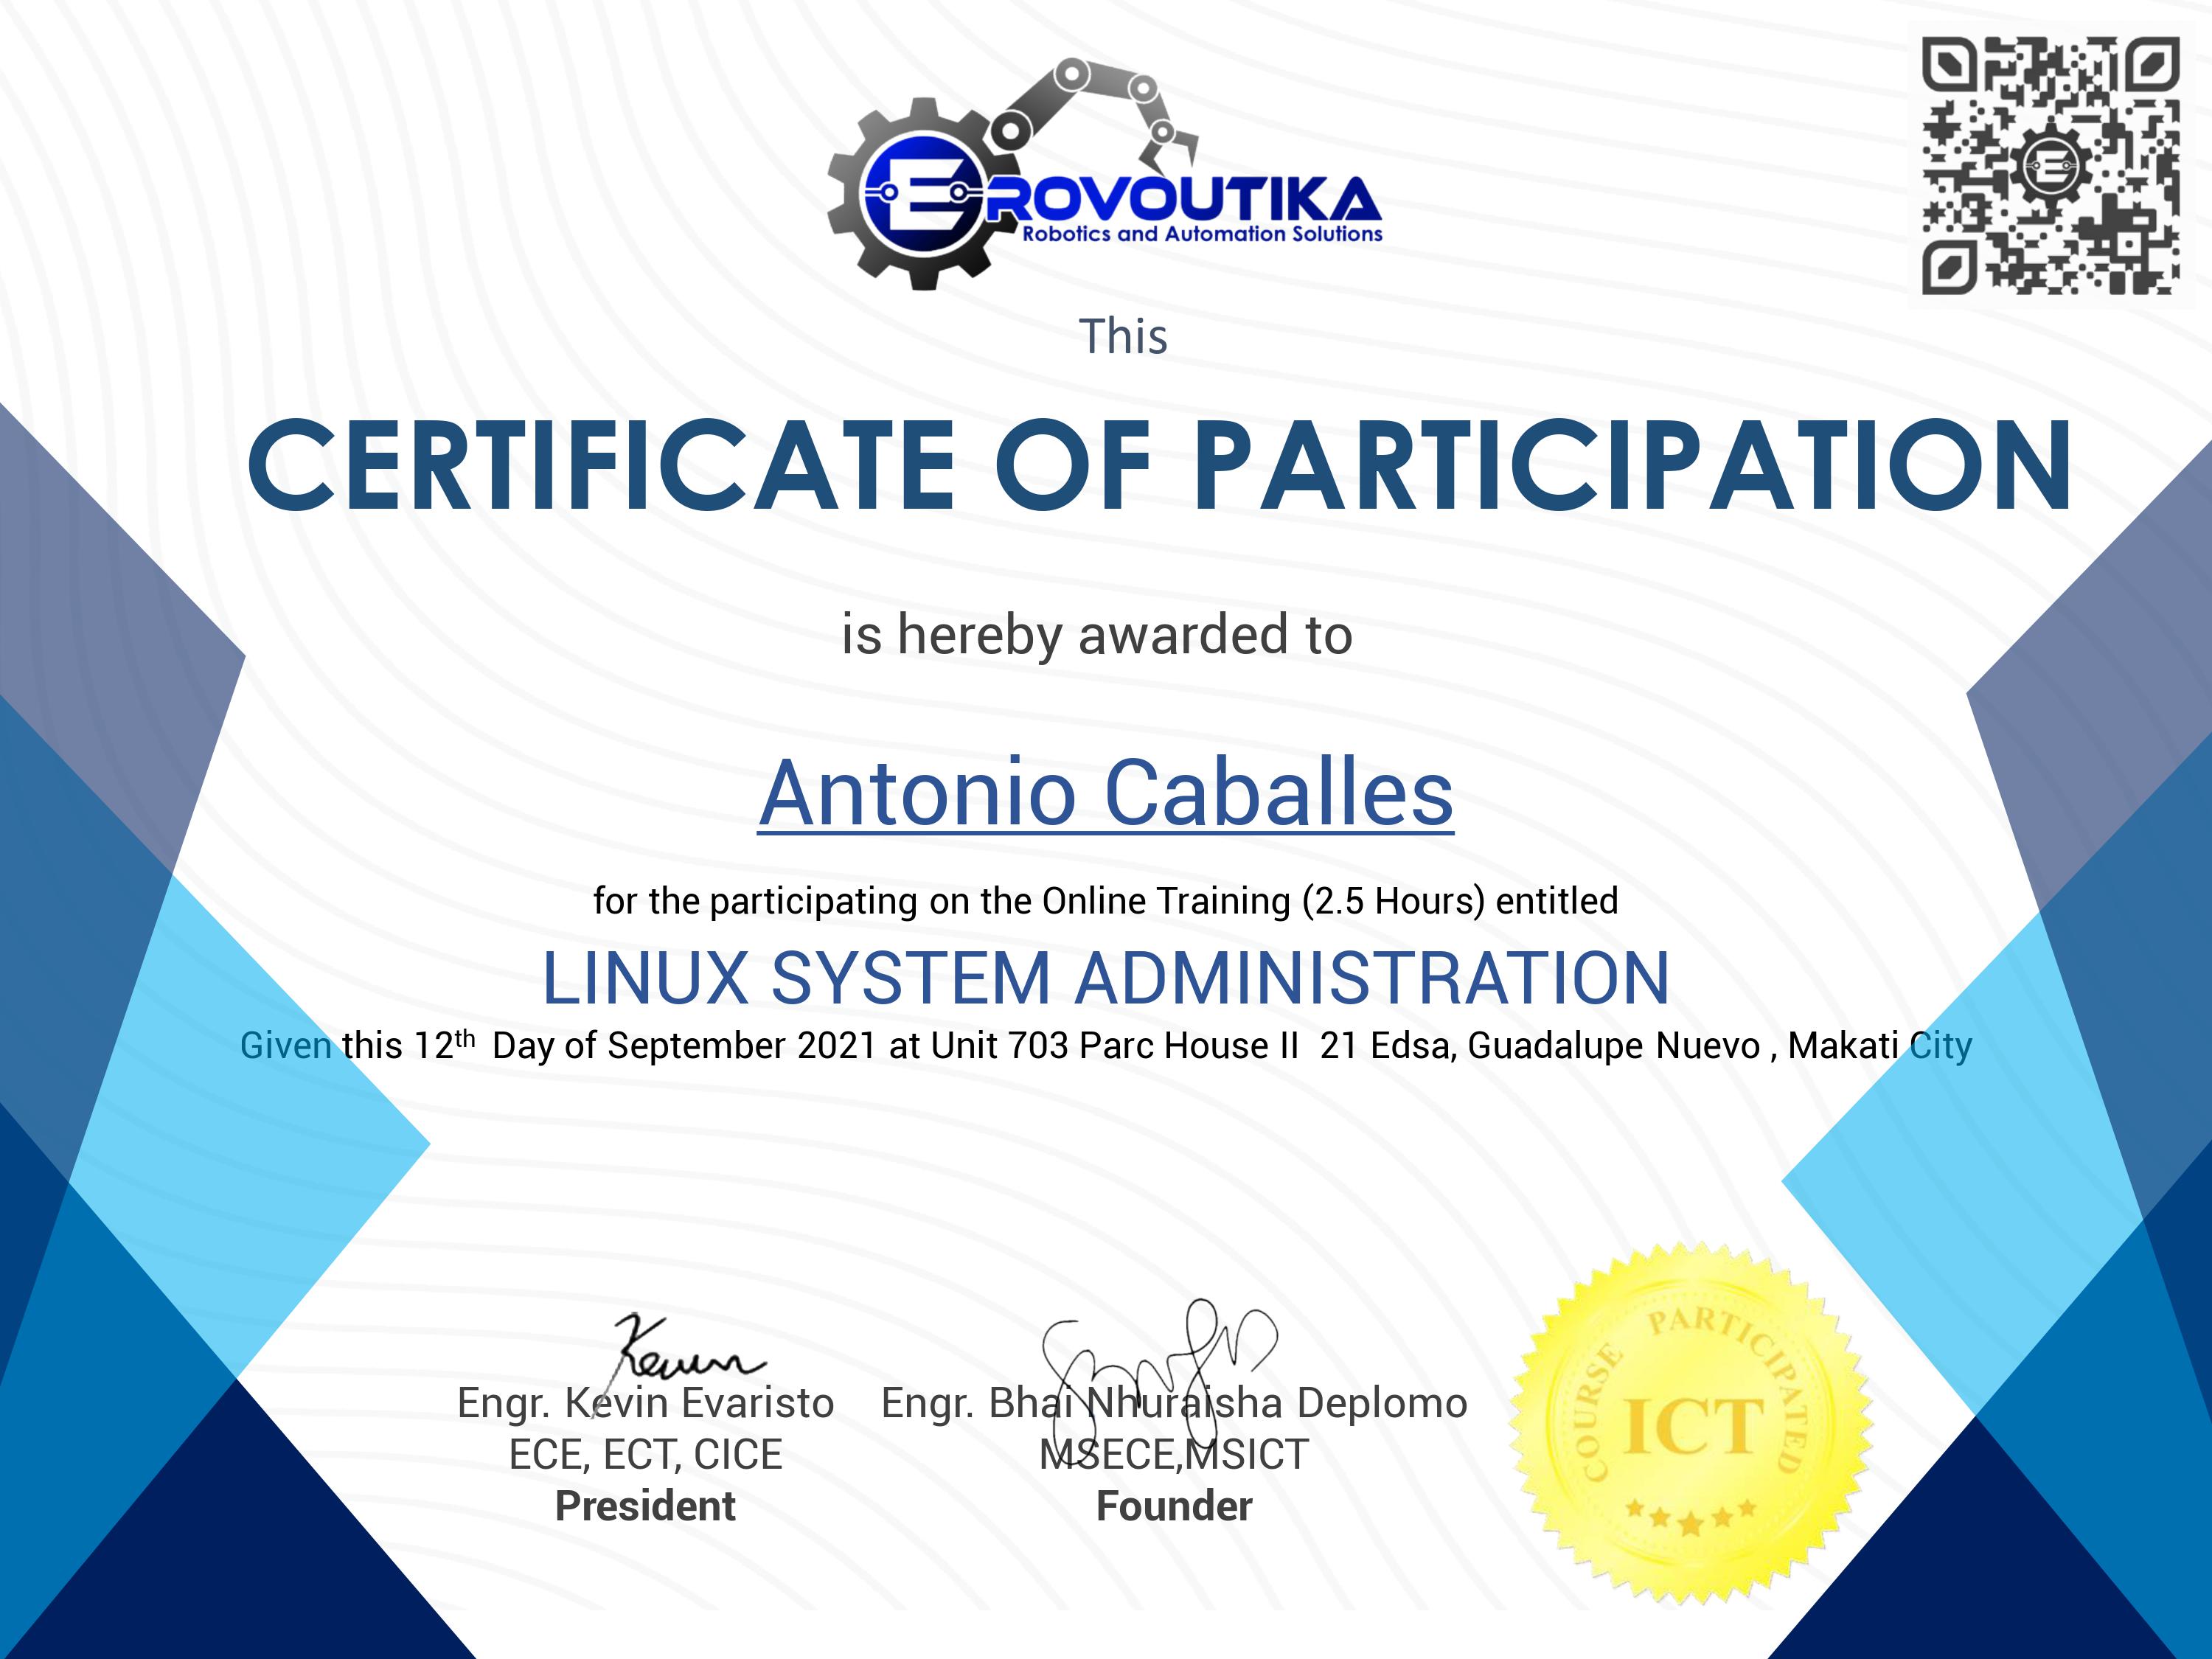 EROVOUTIKA
Robotics and Automation Solutions
This
CERTIFICATE OF PARTICIPATION
is hereby awarded to
Antonio Caballes
for the participating on the Online Training (2.5 Hours) entitled
LINUX SYSTEM ADMINISTRATION
Given this 12th Day of September 2021 at Unit 703 Parc House II 21 Edsa, Guadalupe Nuevo , Makati City
Kevin
Engr. Kevin Evaristo
ECE, ECT, CICE
President
Engr. Bhai Nhuraisha Deplomo
MSECE,MSICT
Founder
COURSE PARTICIPATED
ICT